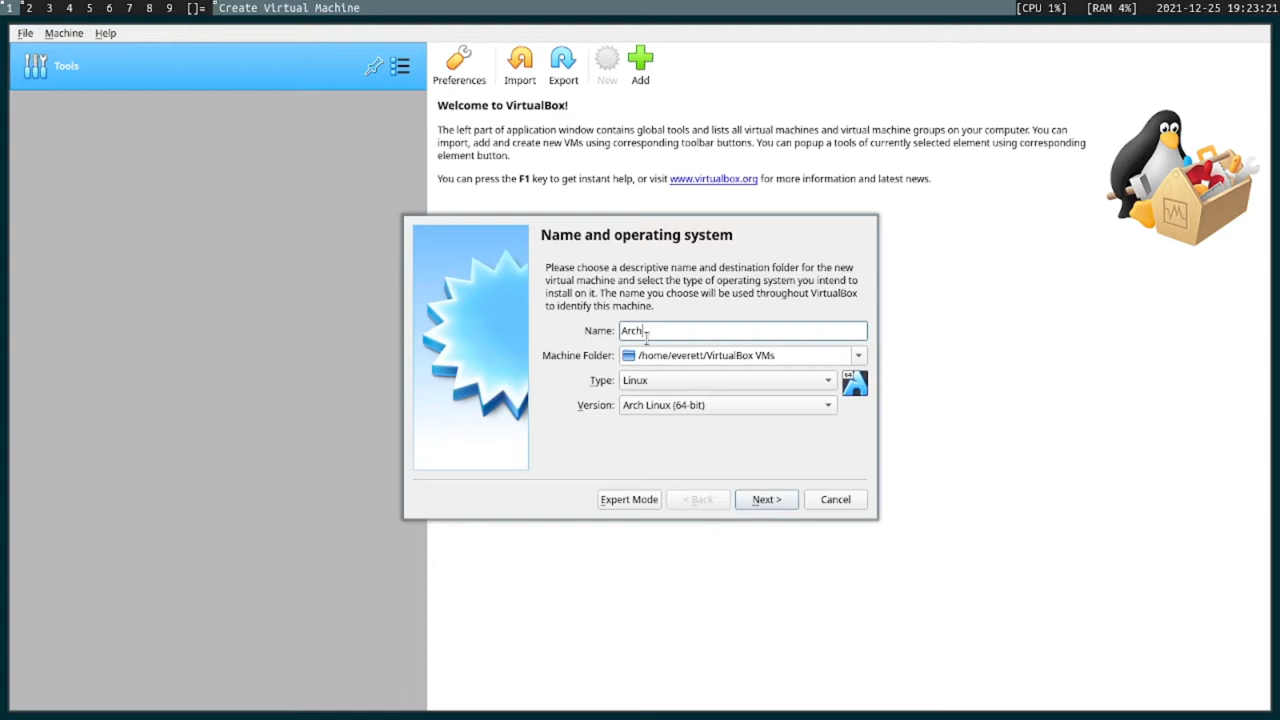 1 2 3 4 5 6 7 8 9 []= Create Virtual Machine [CPU 1%] [RAM 4%] 2021-12-25 19:23:21
File Machine Help
Tools
Preferences Import Export New Add
Welcome to VirtualBox!
The left part of application window contains global tools and lists all virtual machines and virtual machine groups on your computer. You can
import, add and create new VMs using corresponding toolbar buttons. You can popup a tools of currently selected element using corresponding
element button.
You can press the F1 key to get instant help, or visit www.virtualbox.org for more information and latest news.
Name and operating system
Please choose a descriptive name and destination folder for the new
virtual machine and select the type of operating system you intend to
install on it. The name you choose will be used throughout VirtualBox
to identify this machine.
Name: Arch
Machine Folder: /home/everett/VirtualBox VMs
Type: Linux
64
Version: Arch Linux (64-bit)
Expert Mode < Back Next > Cancel